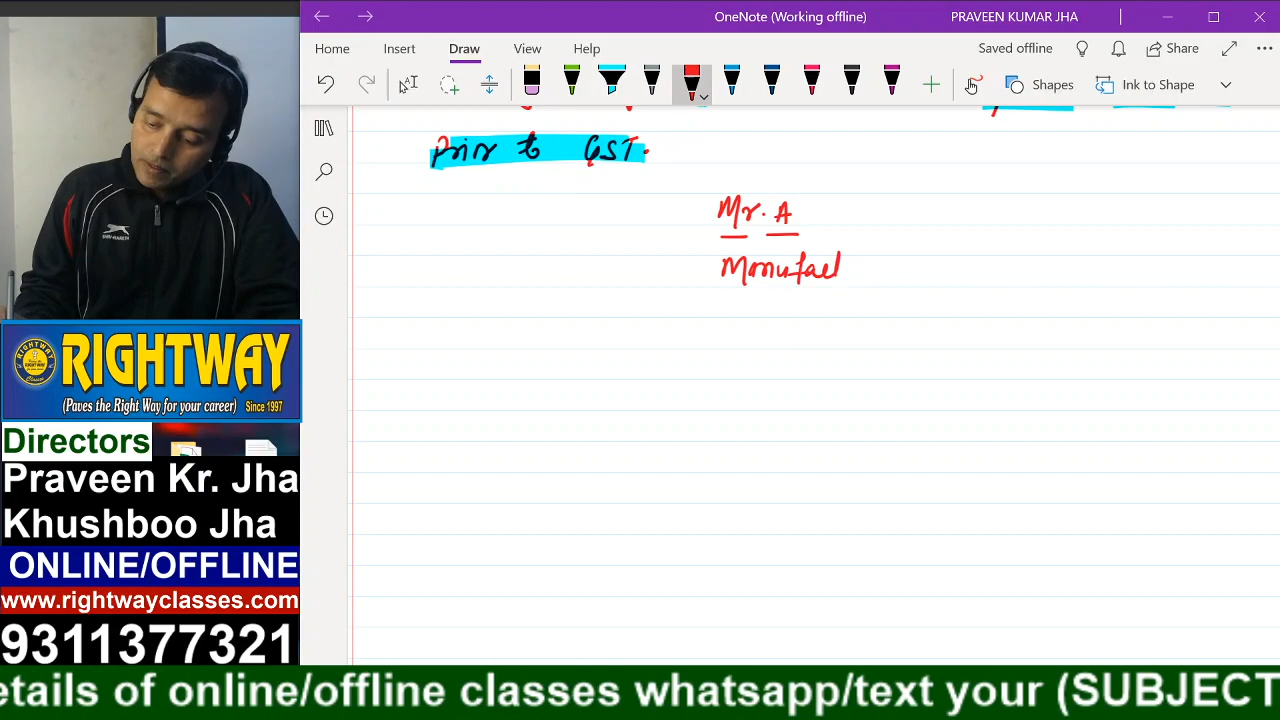 OneNote (Working offline)
PRAVEEN KUMAR JHA
Home Insert Draw View Help
Saved offline
Share
Shapes
Ink to Shape
Prior to GST.
Mr. A
Manufact
RIGHTWAY
(Paves the Right Way for your career) Since 1997
Directors
Praveen Kr. Jha
Khushboo Jha
ONLINE/OFFLINE
www.rightwayclasses.com
9311377321
etails of online/offline classes whatsapp/text your (SUBJECT